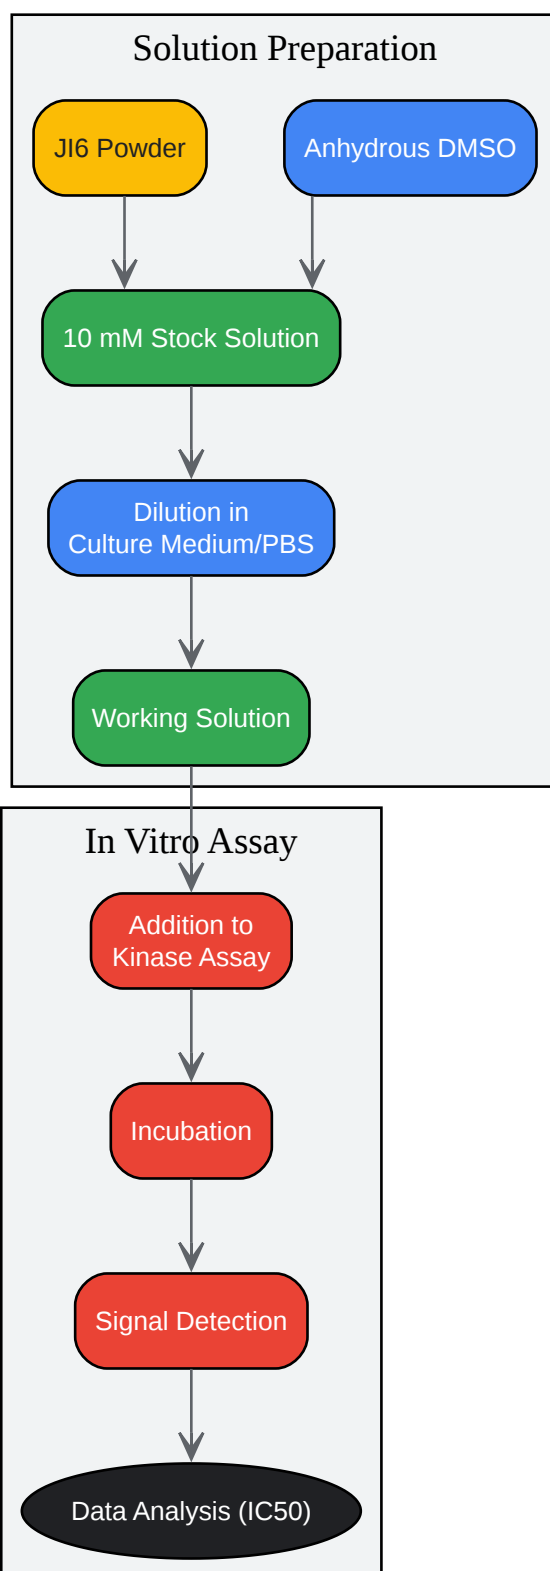 Solution Preparation
JI6 Powder
Anhydrous DMSO
10 mM Stock Solution
Dilution in
Culture Medium/PBS
Working Solution
In Vitro Assay
Addition to
Kinase Assay
Incubation
Signal Detection
Data Analysis (IC50)